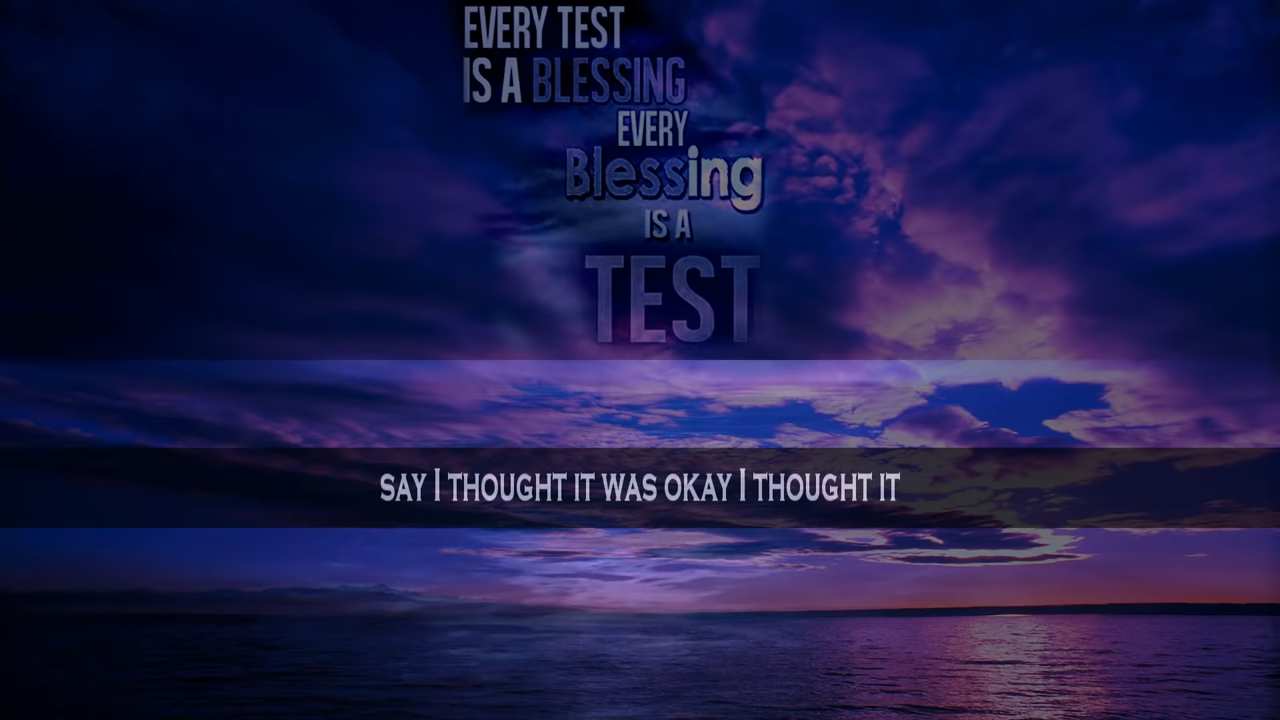 EVERY TEST
IS A BLESSING
EVERY
Blessing
IS A
TEST
SAY I THOUGHT IT WAS OKAY I THOUGHT IT